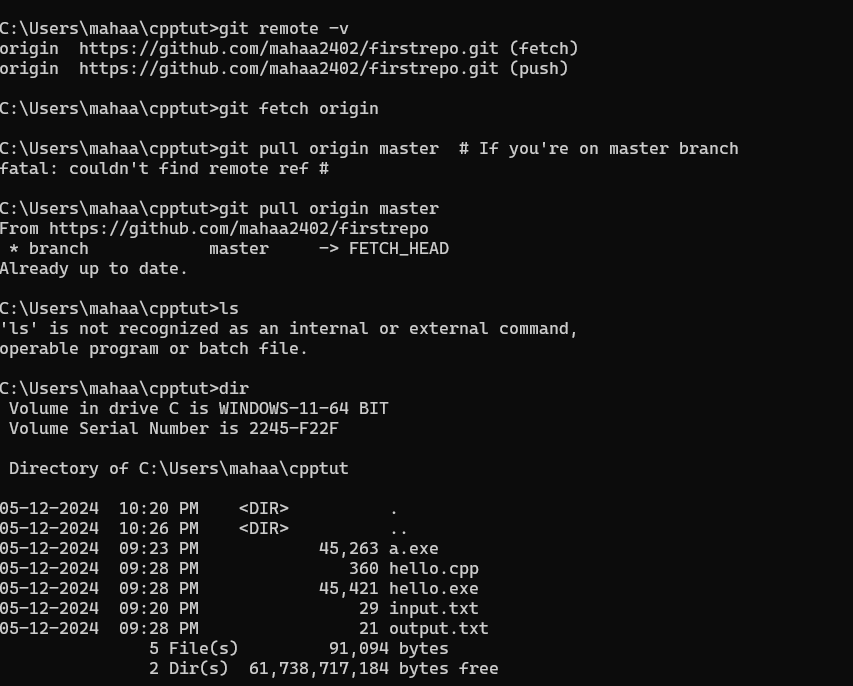 C:\Users\mahaa\cpptut>git remote -v
origin  https://github.com/mahaa2402/firstrepo.git (fetch)
origin  https://github.com/mahaa2402/firstrepo.git (push)
C:\Users\mahaa\cpptut>git fetch origin
C:\Users\mahaa\cpptut>git pull origin master  # If you're on master branch
fatal: couldn't find remote ref #
C:\Users\mahaa\cpptut>git pull origin master
From https://github.com/mahaa2402/firstrepo
 * branch            master     -> FETCH_HEAD
Already up to date.
C:\Users\mahaa\cpptut>ls
'ls' is not recognized as an internal or external command,
operable program or batch file.
C:\Users\mahaa\cpptut>dir
 Volume in drive C is WINDOWS-11-64 BIT
 Volume Serial Number is 2245-F22F
 Directory of C:\Users\mahaa\cpptut
05-12-2024  10:20 PM    <DIR>          .
05-12-2024  10:26 PM    <DIR>          ..
05-12-2024  09:23 PM            45,263 a.exe
05-12-2024  09:28 PM               360 hello.cpp
05-12-2024  09:28 PM            45,421 hello.exe
05-12-2024  09:20 PM                29 input.txt
05-12-2024  09:28 PM                21 output.txt
               5 File(s)         91,094 bytes
               2 Dir(s)  61,738,717,184 bytes free